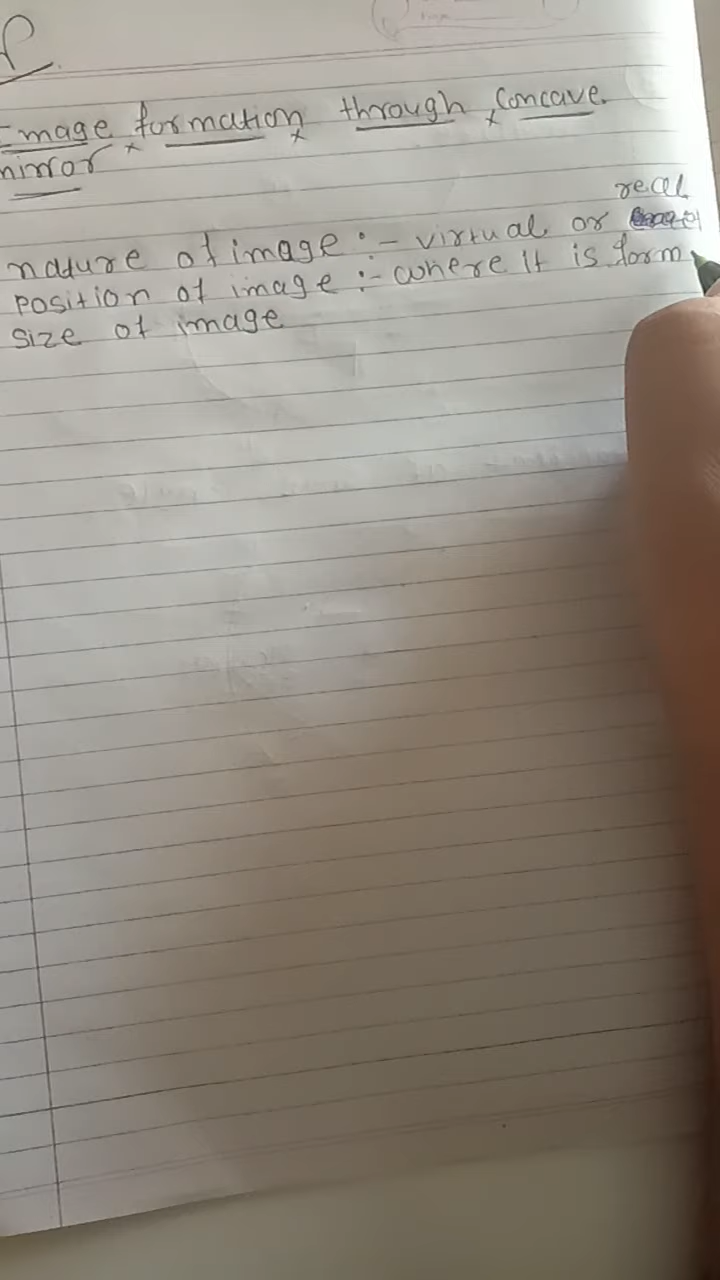 P
Image formation through concave.
mirror
real
nature of image :- virtual or
position of image :- where it is form
size of image